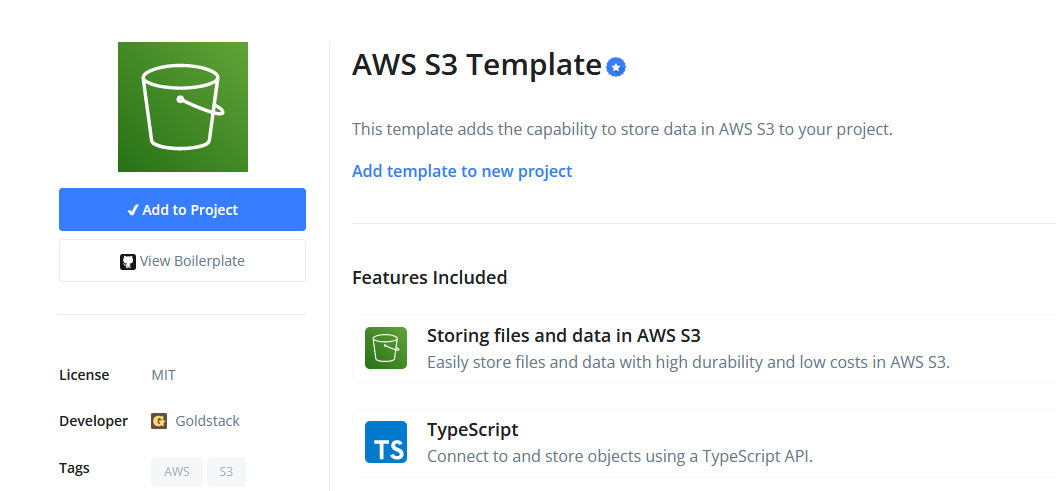 ✓ Add to Project
View Boilerplate
License MIT
Developer G Goldstack
Tags AWS S3
AWS S3 Template
This template adds the capability to store data in AWS S3 to your project.
Add template to new project
Features Included
Storing files and data in AWS S3
Easily store files and data with high durability and low costs in AWS S3.
TS
TypeScript
Connect to and store objects using a TypeScript API.